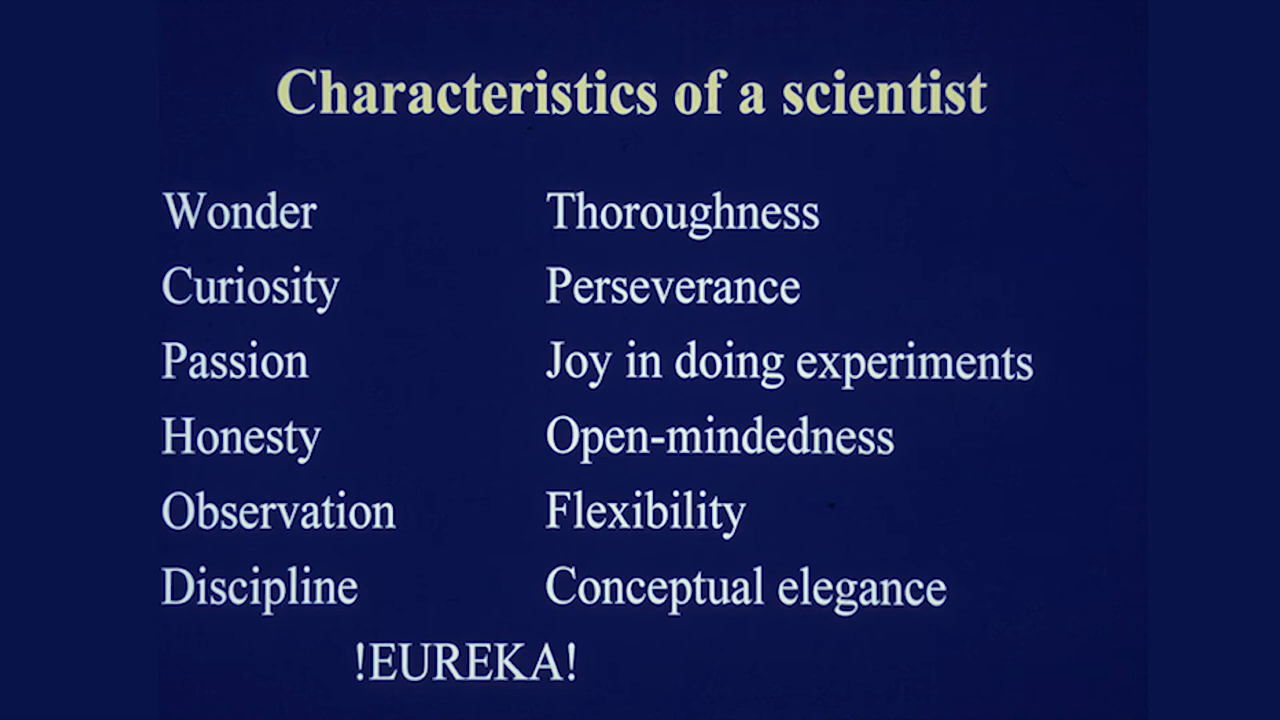 Characteristics of a scientist
Wonder
Curiosity
Passion
Honesty
Observation
Discipline
Thoroughness
Perseverance
Joy in doing experiments
Open-mindedness
Flexibility
Conceptual elegance
!EUREKA!